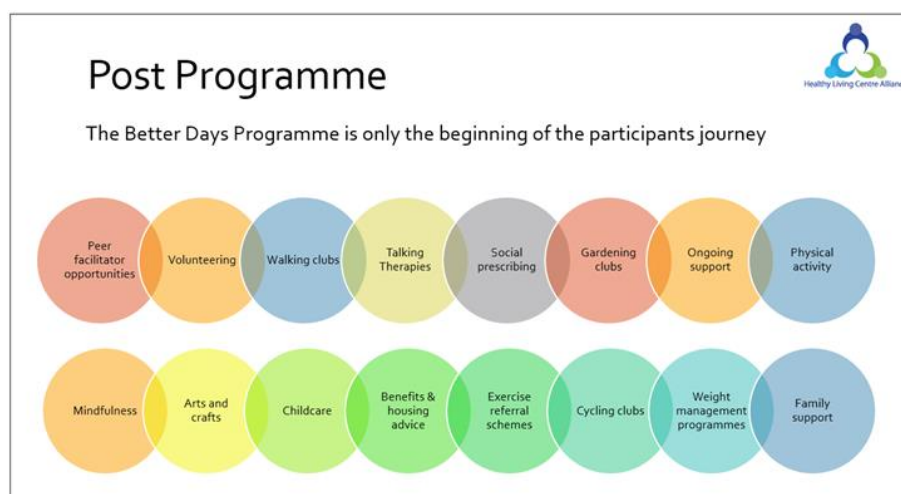 Post Programme
Healthy Living Centre Alliance
The Better Days Programme is only the beginning of the participants journey
Peer
facilitator
opportunities
Volunteering
Walking clubs
Talking
Therapies
Social
prescribing
Gardening
clubs
Ongoing
support
Physical
activity
Mindfulness
Arts and
crafts
Childcare
Benefits &
housing
advice
Exercise
referral
schemes
Cycling clubs
Weight
management
programmes
Family
support